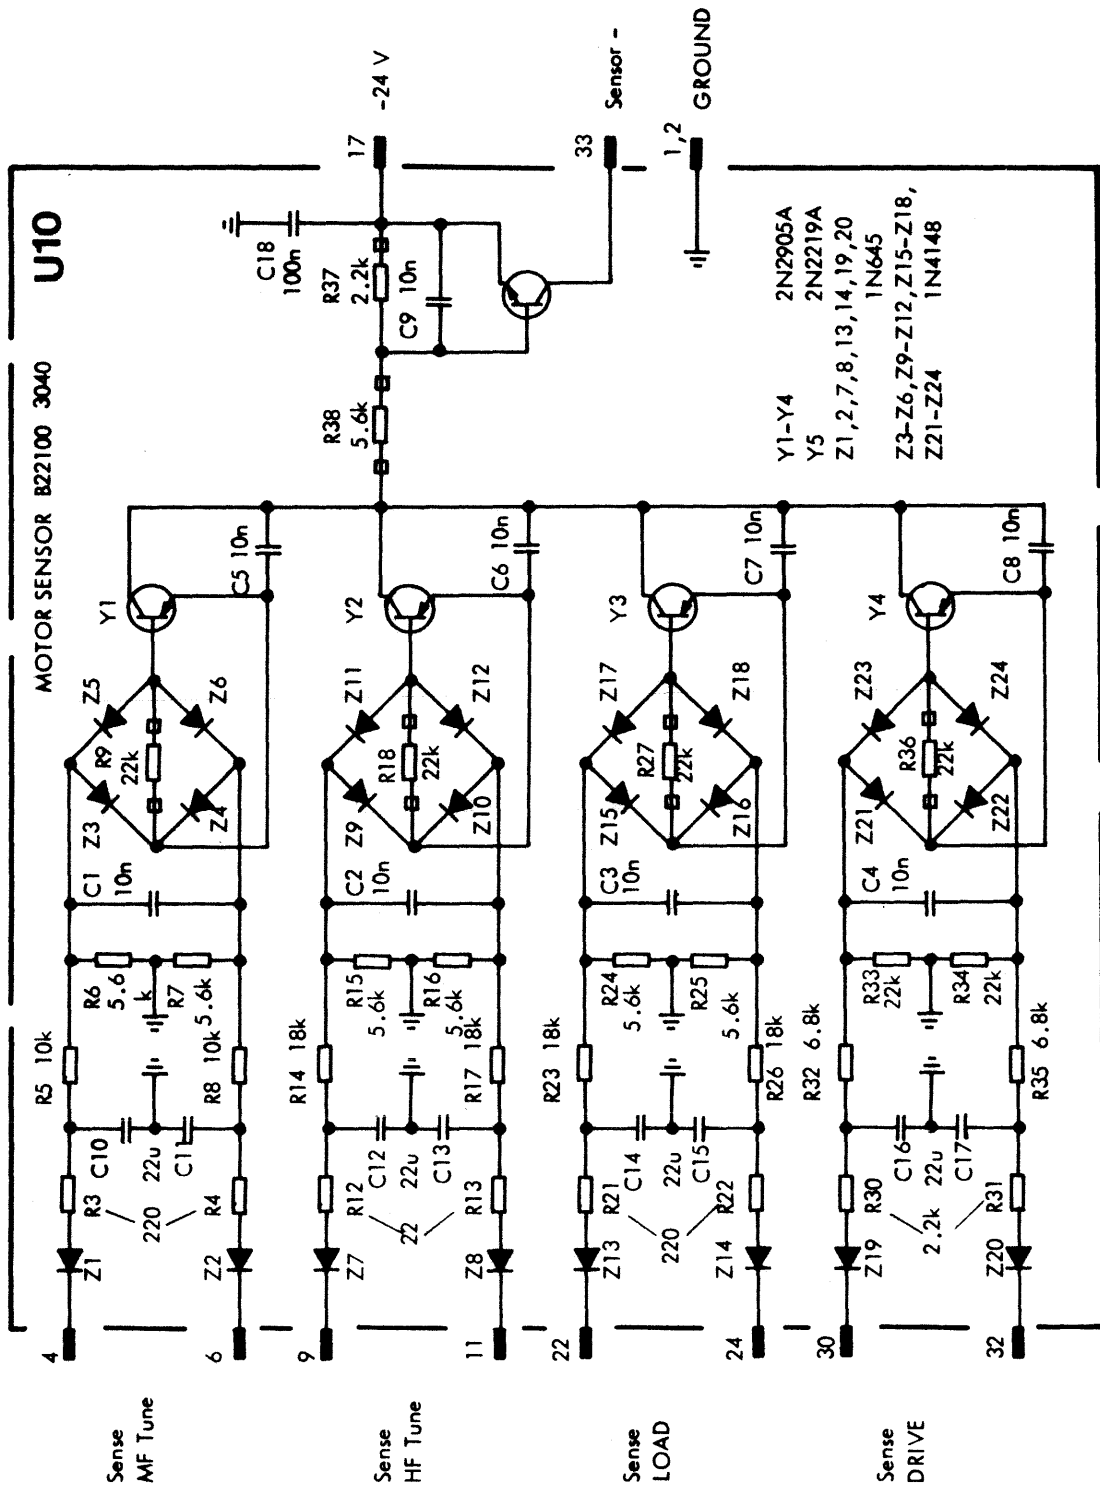 MOTOR SENSOR B22100 3040
U10
Sense
MF Tune
4
6
Z1
Z2
R3
220
R4
C10
22u
C11
R5 10k
R8 10k
R6
5.6
k
R7
5.6k
C1
10n
Z3
Z4
Z5
Z6
R9
22k
Y1
C5 10n
Sense
HF Tune
9
11
Z7
Z8
R12
22
R13
C12
22u
C13
R14 18k
R17 18k
R15
5.6k
R16
5.6k
C2
10n
Z9
Z10
Z11
Z12
R18
22k
Y2
C6 10n
Sense
LOAD
22
24
Z13
Z14
R21
220
R22
C14
22u
C15
R23 18k
R26 18k
R24
5.6k
R25
5.6k
C3
10n
Z15
Z16
Z17
Z18
R27
22k
Y3
C7 10n
Sense
DRIVE
30
32
Z19
Z20
R30
2.2k
R31
C16
22u
C17
R32 6.8k
R35 6.8k
R33
22k
R34
22k
C4
10n
Z21
Z22
Z23
Z24
R36
22k
Y4
C8 10n
R38
5.6k
R37
2.2k
C9 10n
C18
100n
17
-24 V
33
Sensor -
1,2
GROUND
Y1-Y4 2N2905A
Y5 2N2219A
Z1,2,7,8,13,14,19,20
1N645
Z3-Z6,Z9-Z12,Z15-Z18,
Z21-Z24 1N4148